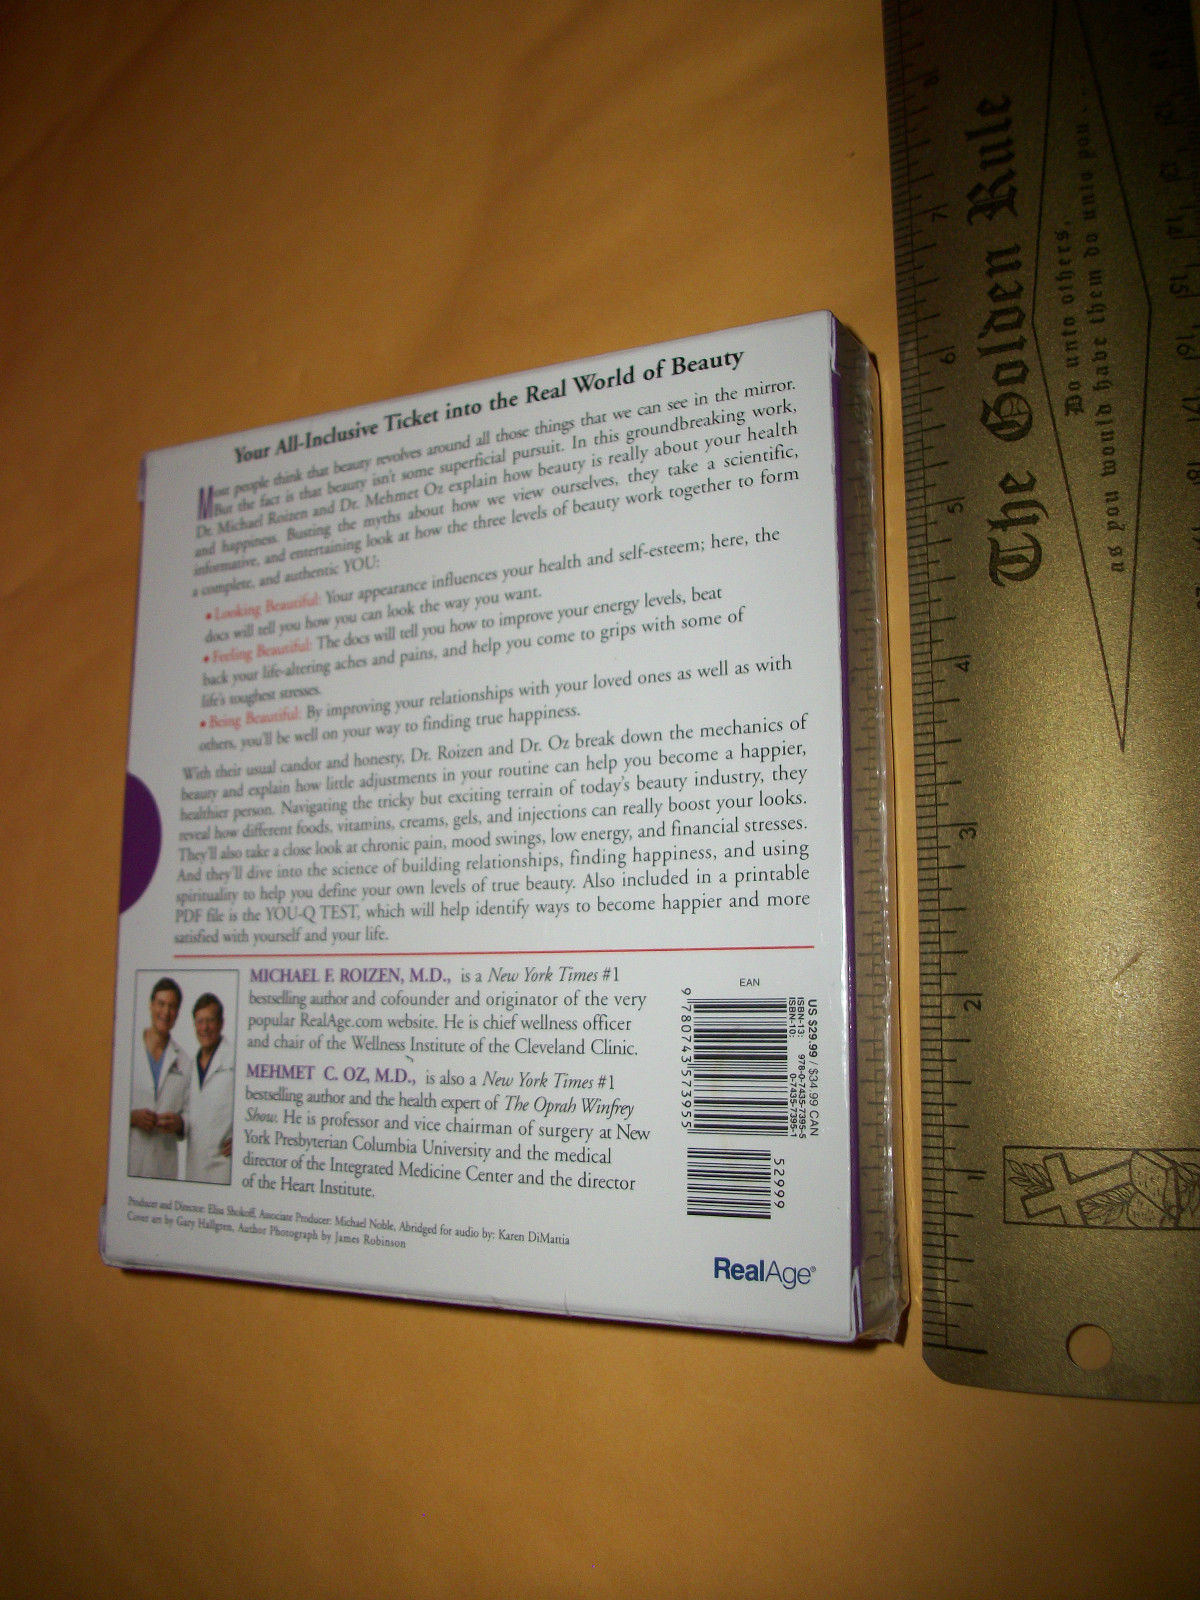 Your All-Inclusive Ticket into the Real World of Beauty
Most people think that beauty revolves around all those things that we can see in the mirror.
But the fact is that beauty isn't some superficial pursuit. In this groundbreaking work,
Dr. Michael Roizen and Dr. Mehmet Oz explain how beauty is really about your health
and happiness. Busting the myths about how we view ourselves, they take a scientific,
informative, and entertaining look at how the three levels of beauty work together to form
a complete, and authentic YOU:
• Looking Beautiful: Your appearance influences your health and self-esteem; here, the
docs will tell you how you can look the way you want.
• Feeling Beautiful: The docs will tell you how to improve your energy levels, beat
back your life-altering aches and pains, and help you come to grips with some of
life's toughest stresses.
• Being Beautiful: By improving your relationships with your loved ones as well as with
others, you'll be well on your way to finding true happiness.
With their usual candor and honesty, Dr. Roizen and Dr. Oz break down the mechanics of
beauty and explain how little adjustments in your routine can help you become a happier,
healthier person. Navigating the tricky but exciting terrain of today's beauty industry, they
reveal how different foods, vitamins, creams, gels, and injections can really boost your looks.
They'll also take a close look at chronic pain, mood swings, low energy, and financial stresses.
And they'll dive into the science of building relationships, finding happiness, and using
spirituality to help you define your own levels of true beauty. Also included in a printable
PDF file is the YOU-Q TEST, which will help identify ways to become happier and more
satisfied with yourself and your life.
MICHAEL F. ROIZEN, M.D., is a New York Times #1
bestselling author and cofounder and originator of the very
popular RealAge.com website. He is chief wellness officer
and chair of the Wellness Institute of the Cleveland Clinic.
MEHMET C. OZ, M.D., is also a New York Times #1
bestselling author and the health expert of The Oprah Winfrey
Show. He is professor and vice chairman of surgery at New
York Presbyterian Columbia University and the medical
director of the Integrated Medicine Center and the director
of the Heart Institute.
Producer and Director: Elisa Shokoff, Associate Producer: Michael Noble, Abridged for audio by: Karen DiMattia
Cover art by Gary Hallgren, Author Photograph by James Robinson
EAN
9 780743 573955
52999
US $29.99 / $34.99 CAN
ISBN-13: 978-0-7435-7395-5
ISBN-10: 0-7435-7395-1
RealAge®
The Golden Rule
Do unto others,
as you would have them do unto you...
1 2 3 4 5 6 7 8